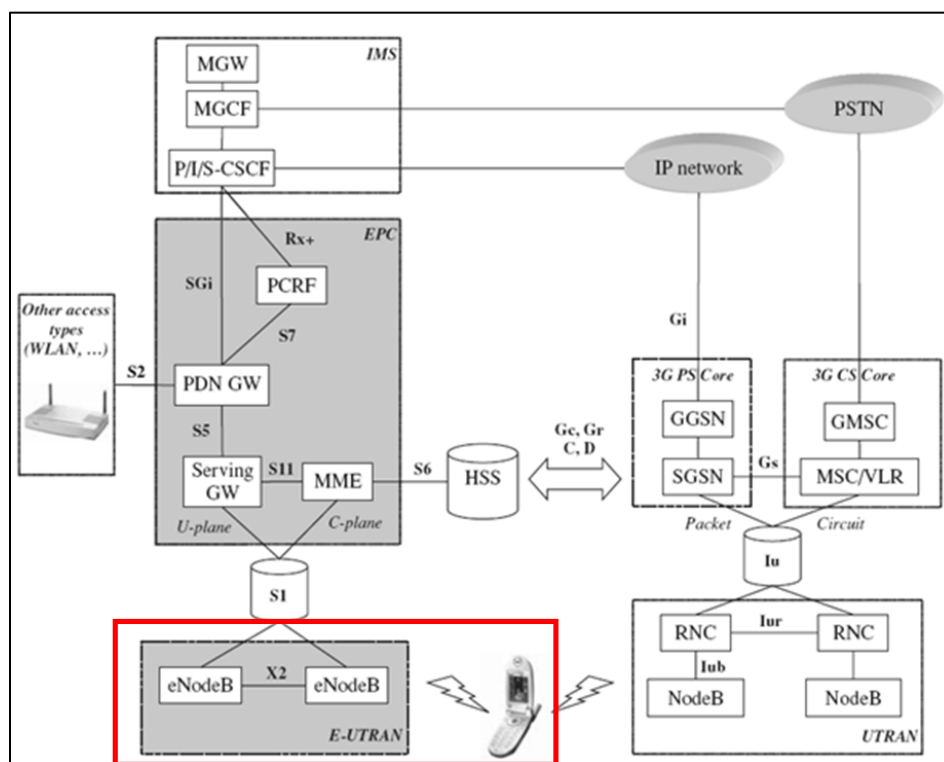 IMS
MGW
MGCF
P/I/S-CSCF
PSTN
IP network
EPC
Rx+
SGi
PCRF
S7
Gi
Other access
types
(WLAN, …)
S2
PDN GW
S5
Serving
GW
S11
MME
S6
HSS
Gc, Gr
C, D
3G PS Core
GGSN
SGSN
Gs
3G CS Core
GMSC
MSC/VLR
U-plane
C-plane
Packet
Circuit
S1
Iu
eNodeB
X2
eNodeB
E-UTRAN
RNC
Iur
RNC
Iub
NodeB
NodeB
UTRAN